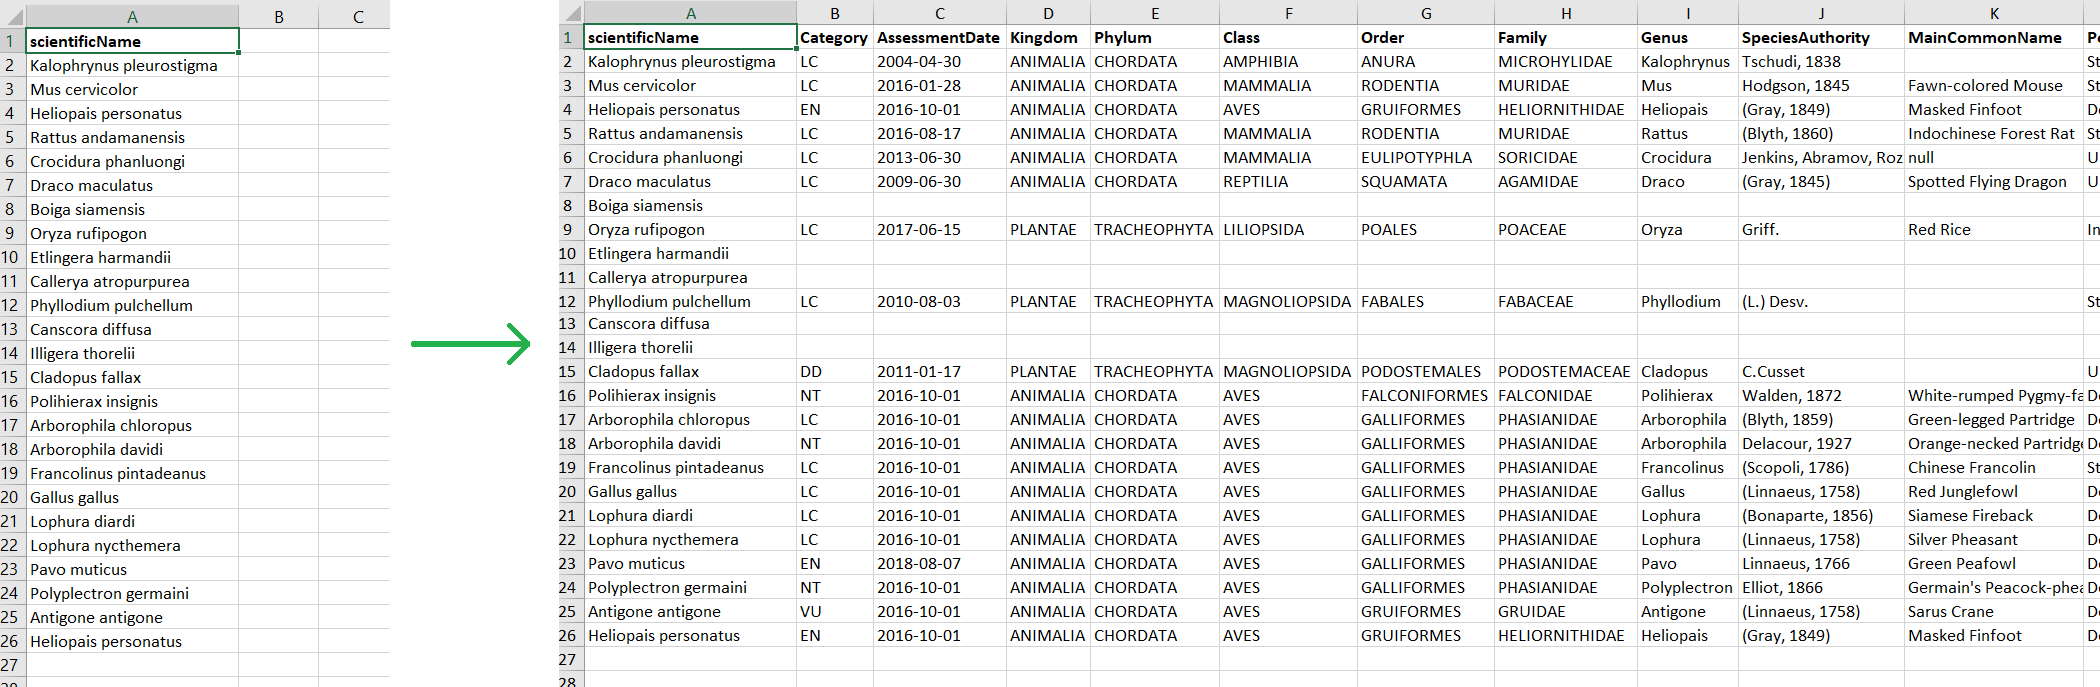 A B C
1 scientificName
2 Kalophrynus pleurostigma
3 Mus cervicolor
4 Heliopais personatus
5 Rattus andamanensis
6 Crocidura phanluongi
7 Draco maculatus
8 Boiga siamensis
9 Oryza rufipogon
10 Etlingera harmandii
11 Callerya atropurpurea
12 Phyllodium pulchellum
13 Canscora diffusa
14 Illigera thorelii
15 Cladopus fallax
16 Polihierax insignis
17 Arborophila chloropus
18 Arborophila davidi
19 Francolinus pintadeanus
20 Gallus gallus
21 Lophura diardi
22 Lophura nycthemera
23 Pavo muticus
24 Polyplectron germaini
25 Antigone antigone
26 Heliopais personatus
27
28
A B C D E F G H I J K
1 scientificName Category AssessmentDate Kingdom Phylum Class Order Family Genus SpeciesAuthority MainCommonName
2 Kalophrynus pleurostigma LC 2004-04-30 ANIMALIA CHORDATA AMPHIBIA ANURA MICROHYLIDAE Kalophrynus Tschudi, 1838 St
3 Mus cervicolor LC 2016-01-28 ANIMALIA CHORDATA MAMMALIA RODENTIA MURIDAE Mus Hodgson, 1845 Fawn-colored Mouse St
4 Heliopais personatus EN 2016-10-01 ANIMALIA CHORDATA AVES GRUIFORMES HELIORNITHIDAE Heliopais (Gray, 1849) Masked Finfoot
5 Rattus andamanensis LC 2016-08-17 ANIMALIA CHORDATA MAMMALIA RODENTIA MURIDAE Rattus (Blyth, 1860) Indochinese Forest Rat St
6 Crocidura phanluongi LC 2013-06-30 ANIMALIA CHORDATA MAMMALIA EULIPOTYPHLA SORICIDAE Crocidura Jenkins, Abramov, Roz null U
7 Draco maculatus LC 2009-06-30 ANIMALIA CHORDATA REPTILIA SQUAMATA AGAMIDAE Draco (Gray, 1845) Spotted Flying Dragon U
8 Boiga siamensis
9 Oryza rufipogon LC 2017-06-15 PLANTAE TRACHEOPHYTA LILIOPSIDA POALES POACEAE Oryza Griff. Red Rice In
10 Etlingera harmandii
11 Callerya atropurpurea
12 Phyllodium pulchellum LC 2010-08-03 PLANTAE TRACHEOPHYTA MAGNOLIOPSIDA FABALES FABACEAE Phyllodium (L.) Desv. St
13 Canscora diffusa
14 Illigera thorelii
15 Cladopus fallax DD 2011-01-17 PLANTAE TRACHEOPHYTA MAGNOLIOPSIDA PODOSTEMALES PODOSTEMACEAE Cladopus C.Cusset U
16 Polihierax insignis NT 2016-10-01 ANIMALIA CHORDATA AVES FALCONIFORMES FALCONIDAE Polihierax Walden, 1872 White-rumped Pygmy-fa
17 Arborophila chloropus LC 2016-10-01 ANIMALIA CHORDATA AVES GALLIFORMES PHASIANIDAE Arborophila (Blyth, 1859) Green-legged Partridge
18 Arborophila davidi NT 2016-10-01 ANIMALIA CHORDATA AVES GALLIFORMES PHASIANIDAE Arborophila Delacour, 1927 Orange-necked Partridge
19 Francolinus pintadeanus LC 2016-10-01 ANIMALIA CHORDATA AVES GALLIFORMES PHASIANIDAE Francolinus (Scopoli, 1786) Chinese Francolin St
20 Gallus gallus LC 2016-10-01 ANIMALIA CHORDATA AVES GALLIFORMES PHASIANIDAE Gallus (Linnaeus, 1758) Red Junglefowl
21 Lophura diardi LC 2016-10-01 ANIMALIA CHORDATA AVES GALLIFORMES PHASIANIDAE Lophura (Bonaparte, 1856) Siamese Fireback
22 Lophura nycthemera LC 2016-10-01 ANIMALIA CHORDATA AVES GALLIFORMES PHASIANIDAE Lophura (Linnaeus, 1758) Silver Pheasant
23 Pavo muticus EN 2018-08-07 ANIMALIA CHORDATA AVES GALLIFORMES PHASIANIDAE Pavo Linnaeus, 1766 Green Peafowl
24 Polyplectron germaini NT 2016-10-01 ANIMALIA CHORDATA AVES GALLIFORMES PHASIANIDAE Polyplectron Elliot, 1866 Germain's Peacock-phea
25 Antigone antigone VU 2016-10-01 ANIMALIA CHORDATA AVES GRUIFORMES GRUIDAE Antigone (Linnaeus, 1758) Sarus Crane
26 Heliopais personatus EN 2016-10-01 ANIMALIA CHORDATA AVES GRUIFORMES HELIORNITHIDAE Heliopais (Gray, 1849) Masked Finfoot
27
28